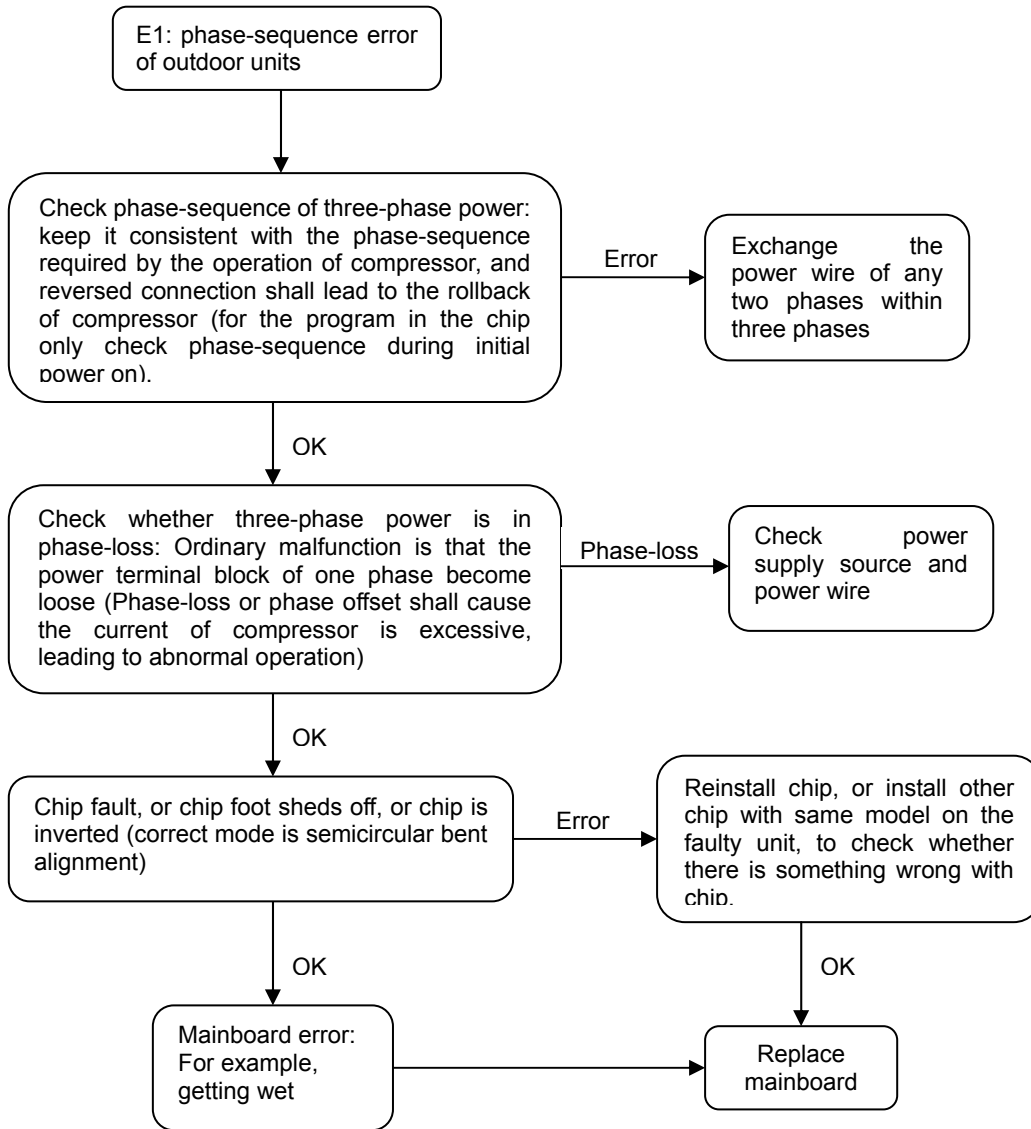 E1: phase-sequence error
of outdoor units
Check phase-sequence of three-phase power:
keep it consistent with the phase-sequence
required by the operation of compressor, and
reversed connection shall lead to the rollback
of compressor (for the program in the chip
only check phase-sequence during initial
power on).
Error
Exchange the
power wire of any
two phases within
three phases
OK
Check whether three-phase power is in
phase-loss: Ordinary malfunction is that the
power terminal block of one phase become
loose (Phase-loss or phase offset shall cause
the current of compressor is excessive,
leading to abnormal operation)
Phase-loss
Check power
supply source and
power wire
OK
Chip fault, or chip foot sheds off, or chip is
inverted (correct mode is semicircular bent
alignment)
Error
Reinstall chip, or install other
chip with same model on the
faulty unit, to check whether
there is something wrong with
chip.
OK
OK
Mainboard error:
For example,
getting wet
Replace
mainboard